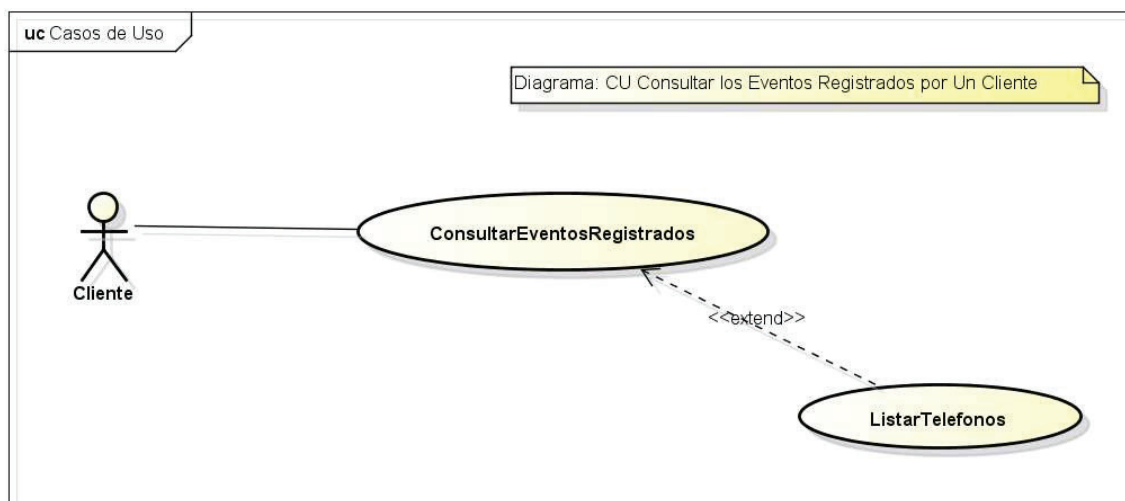 uc Casos de Uso
Diagrama: CU Consultar los Eventos Registrados por Un Cliente
ConsultarEventosRegistrados
Cliente
<<extend>>
ListarTelefonos